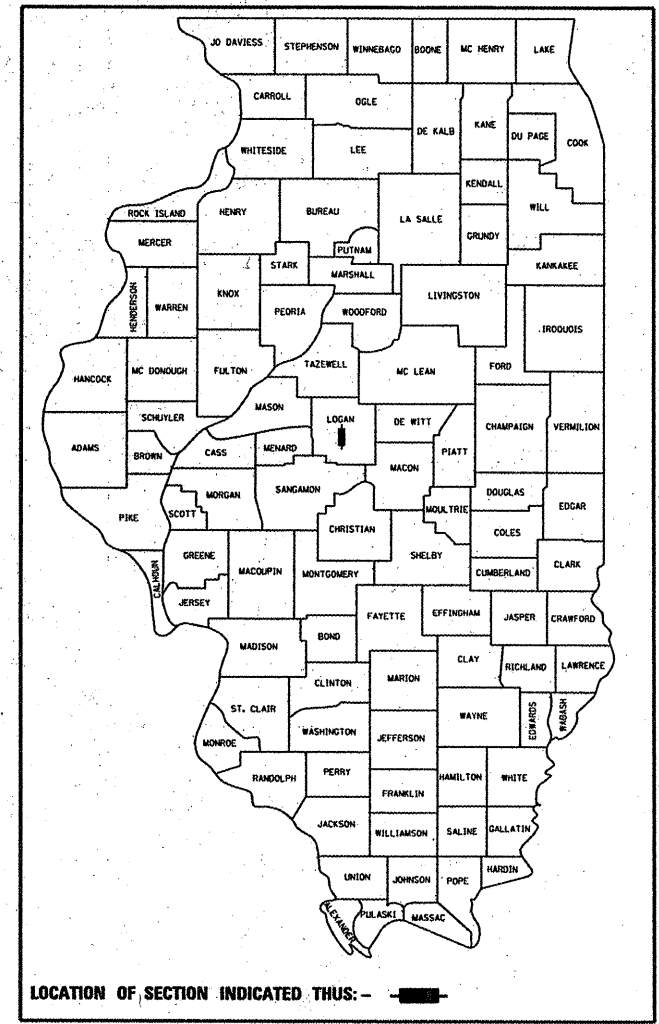 JO DAVIESS STEPHENSON WINNEBAGO BOONE MC HENRY LAKE
CARROLL OGLE DE KALB KANE DU PAGE COOK
WHITESIDE LEE
KENDALL
ROCK ISLAND HENRY BUREAU LA SALLE WILL
MERCER PUTNAM GRUNDY
STARK MARSHALL KANKAKEE
HENDERSON WARREN KNOX PEORIA WOODFORD LIVINGSTON IROQUOIS
HANCOCK MC DONOUGH FULTON TAZEWELL MC LEAN FORD
MASON
SCHUYLER LOGAN DE WITT CHAMPAIGN VERMILION
ADAMS BROWN CASS MENARD MACON PIATT
MORGAN SANGAMON DOUGLAS EDGAR
PIKE SCOTT CHRISTIAN MOULTRIE COLES
GREENE MACOUPIN MONTGOMERY SHELBY CUMBERLAND CLARK
CALHOUN JERSEY FAYETTE EFFINGHAM JASPER CRAWFORD
MADISON BOND
CLINTON MARION CLAY RICHLAND LAWRENCE
ST. CLAIR WASHINGTON WAYNE EDWARDS WABASH
MONROE JEFFERSON
RANDOLPH PERRY FRANKLIN HAMILTON WHITE
JACKSON WILLIAMSON SALINE GALLATIN
UNION JOHNSON POPE HARDIN
ALEXANDER PULASKI MASSAC
LOCATION OF SECTION INDICATED THUS: -